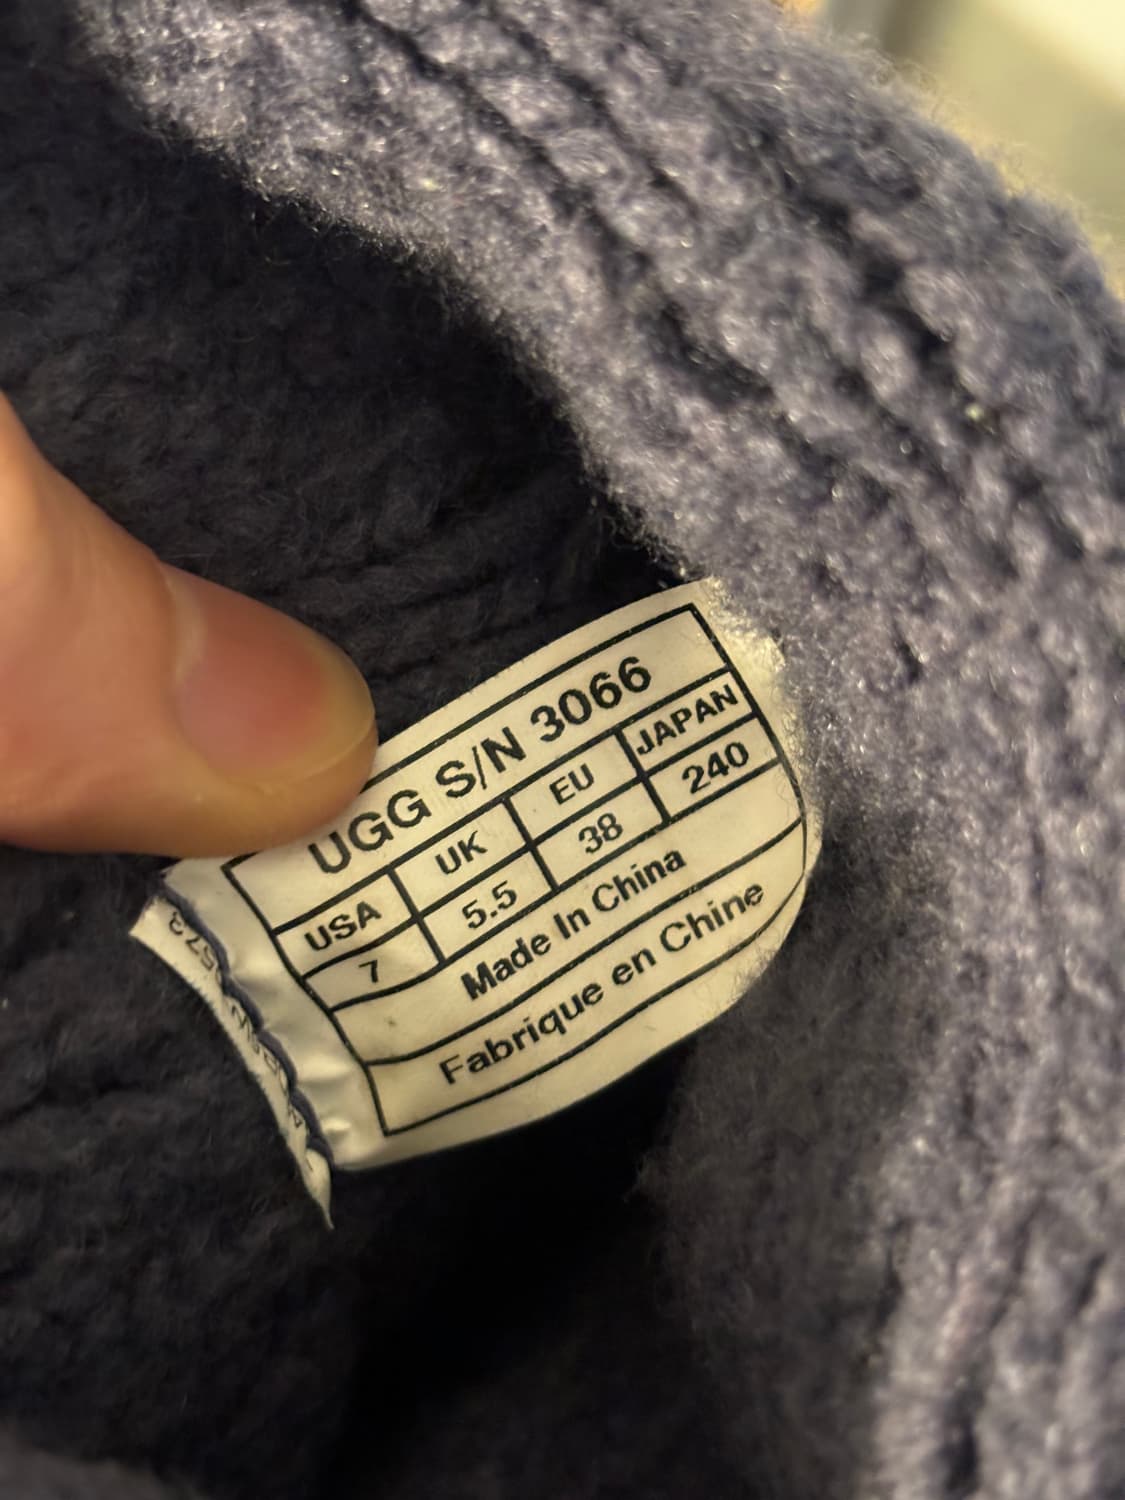 UGG S/N 3066
USA UK EU JAPAN
7 5.5 38 240
Made In China
Fabrique en Chine